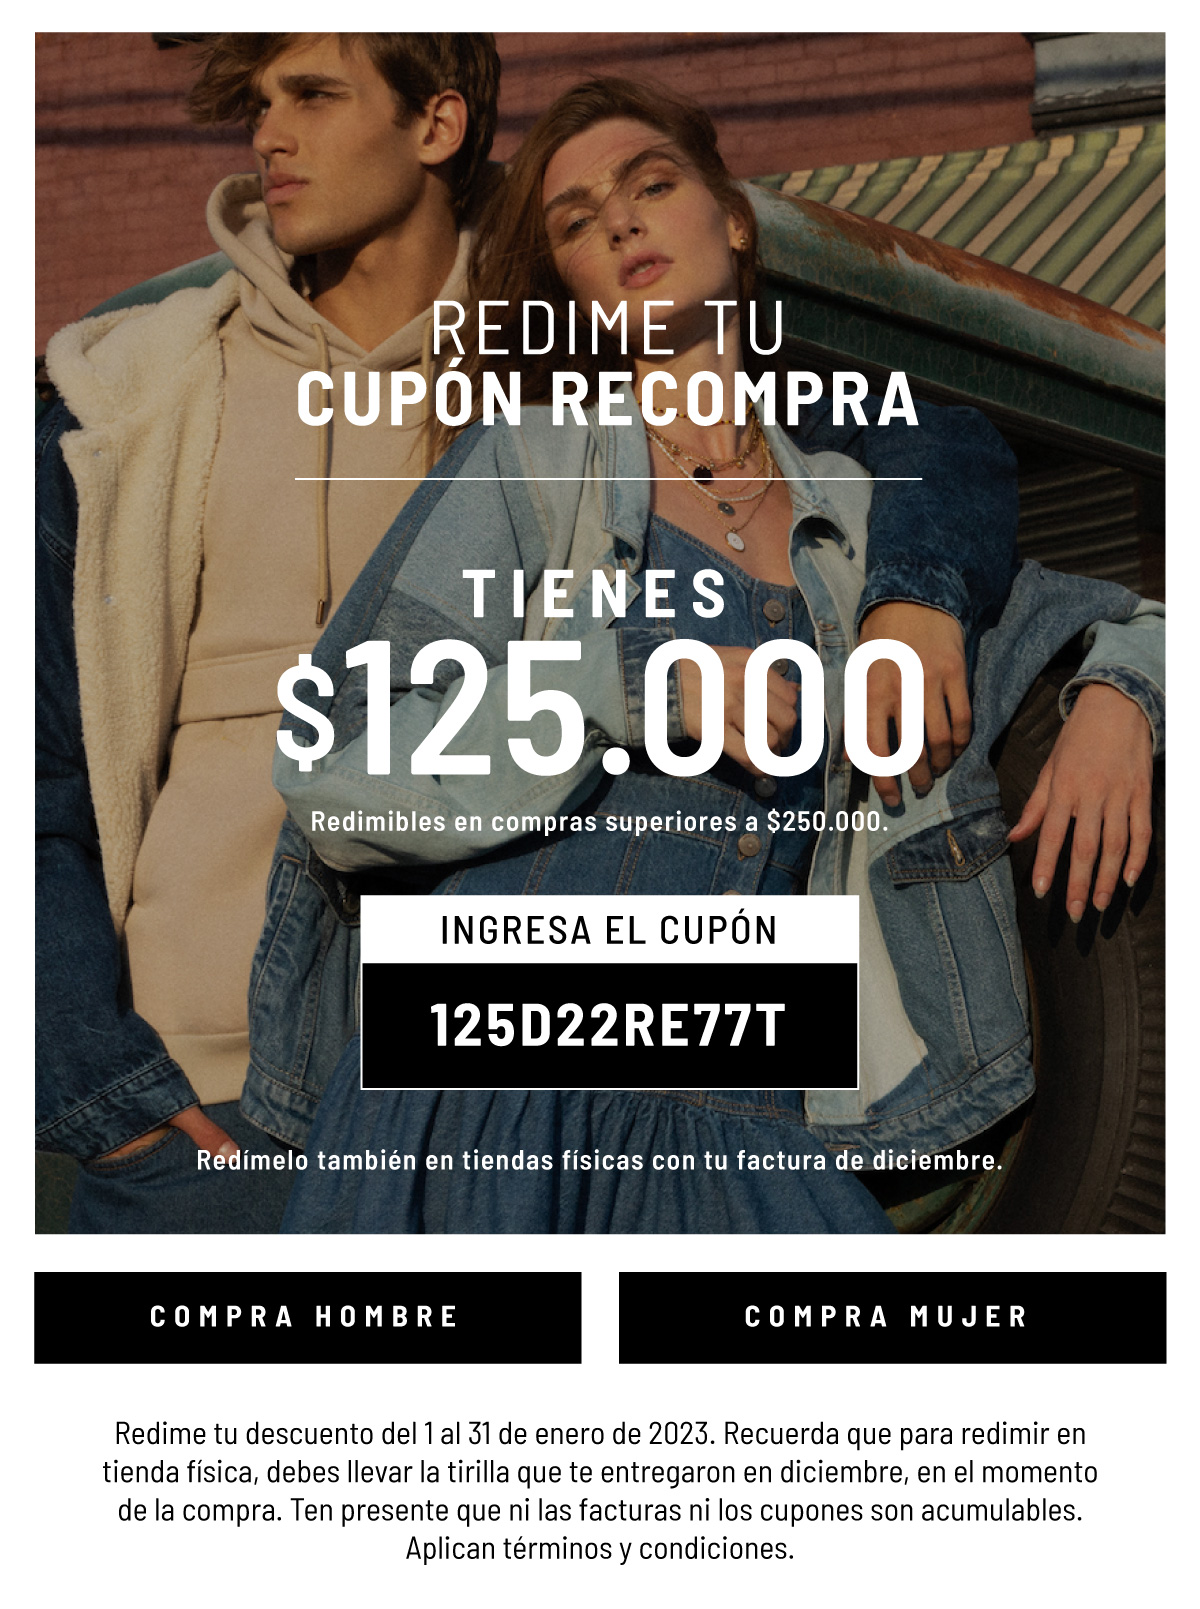 REDIME TU
CUPÓN RECOMPRA
TIENES
$125.000
Redimibles en compras superiores a $250.000.
INGRESA EL CUPÓN
125D22RE77T
Redímelo también en tiendas físicas con tu factura de diciembre.
COMPRA HOMBRE
COMPRA MUJER
Redime tu descuento del 1 al 31 de enero de 2023. Recuerda que para redimir en
tienda física, debes llevar la tirilla que te entregaron en diciembre, en el momento
de la compra. Ten presente que ni las facturas ni los cupones son acumulables.
Aplican términos y condiciones.